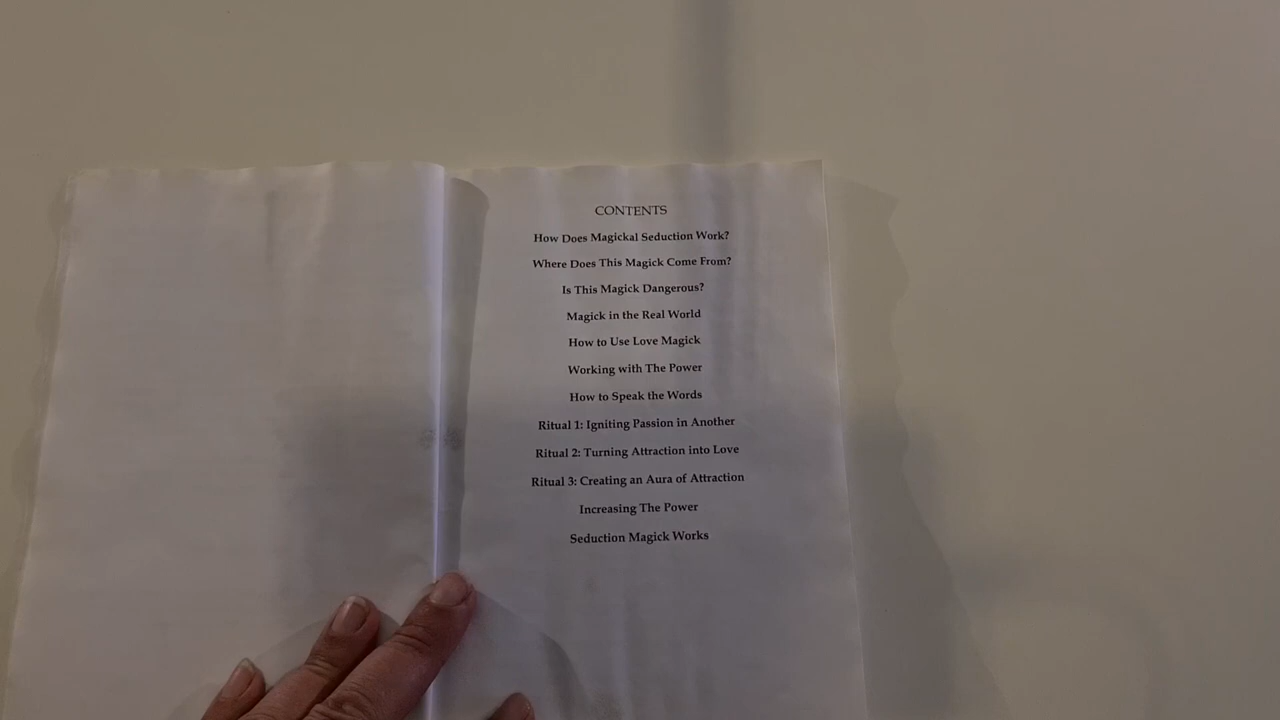 CONTENTS
How Does Magickal Seduction Work?
Where Does This Magick Come From?
Is This Magick Dangerous?
Magick in the Real World
How to Use Love Magick
Working with The Power
How to Speak the Words
Ritual 1: Igniting Passion in Another
Ritual 2: Turning Attraction into Love
Ritual 3: Creating an Aura of Attraction
Increasing The Power
Seduction Magick Works